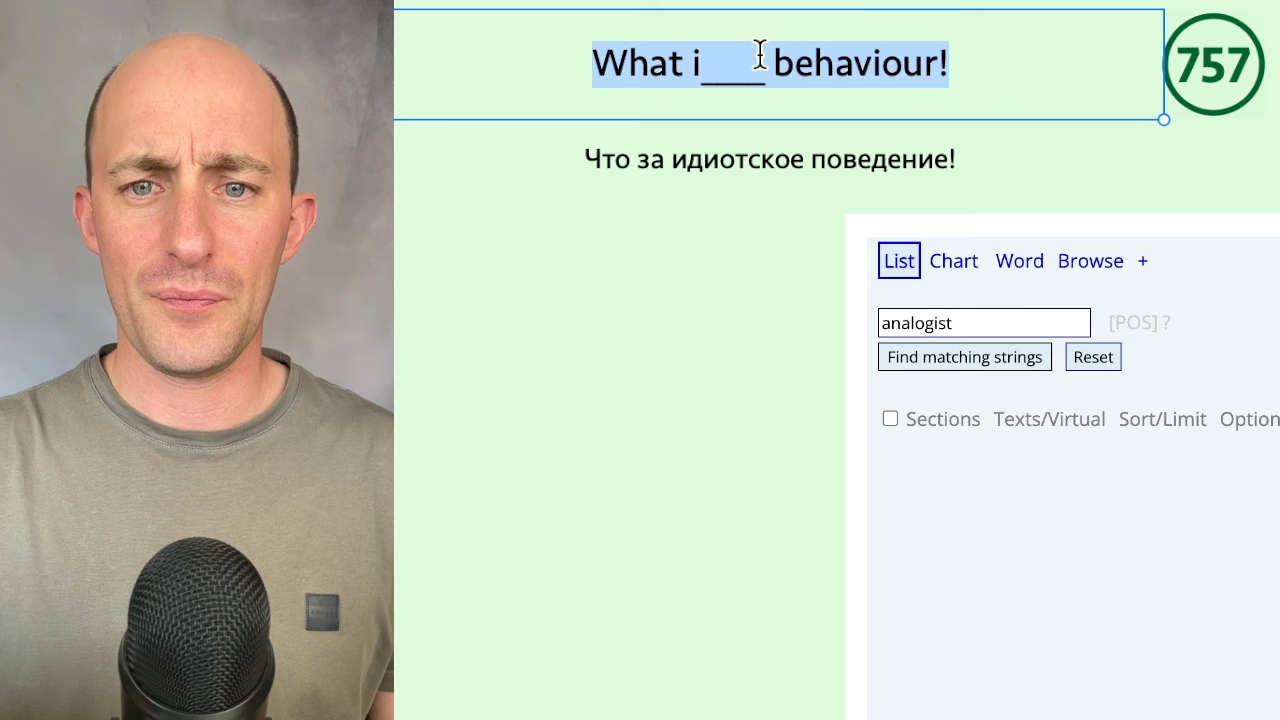 What i____ behaviour!
757
Что за идиотское поведение!
List Chart Word Browse +
analogist [POS] ?
Find matching strings Reset
Sections Texts/Virtual Sort/Limit Option